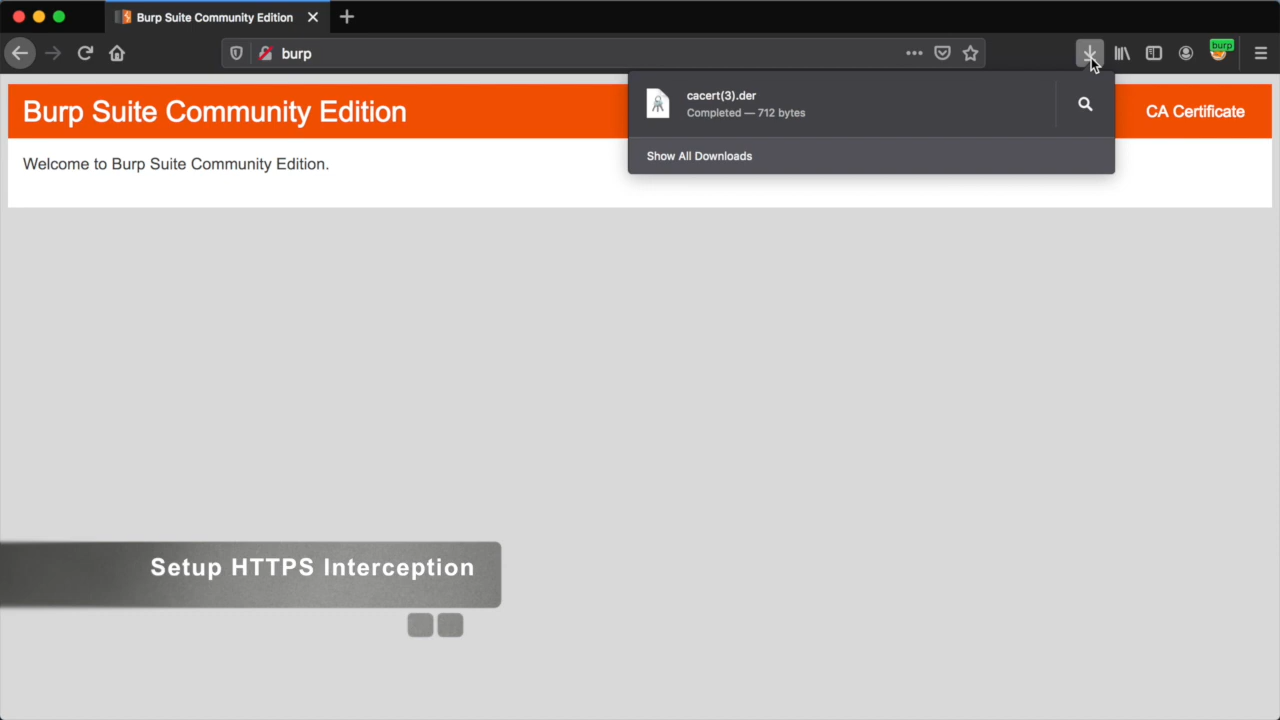 Burp Suite Community Edition
burp
burp
Burp Suite Community Edition
CA Certificate
cacert(3).der
Completed — 712 bytes
Show All Downloads
Welcome to Burp Suite Community Edition.
Setup HTTPS Interception